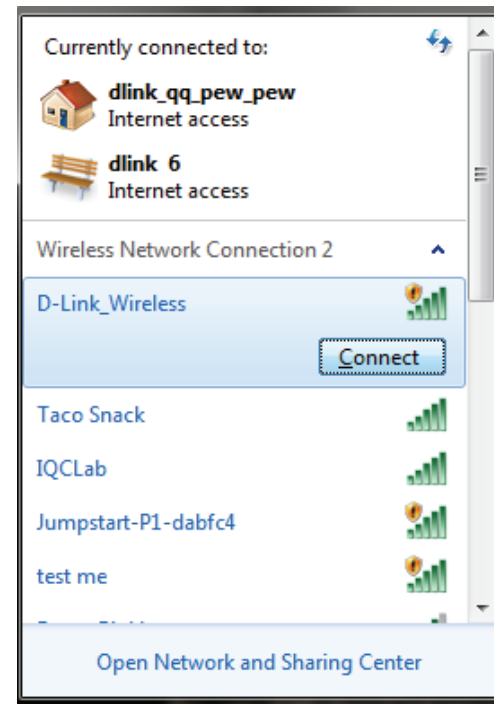 Currently connected to:
dlink_qq_pew_pew
Internet access
dlink 6
Internet access
Wireless Network Connection 2
D-Link_Wireless
Connect
Taco Snack
IQCLab
Jumpstart-P1-dabfc4
test me
Open Network and Sharing Center